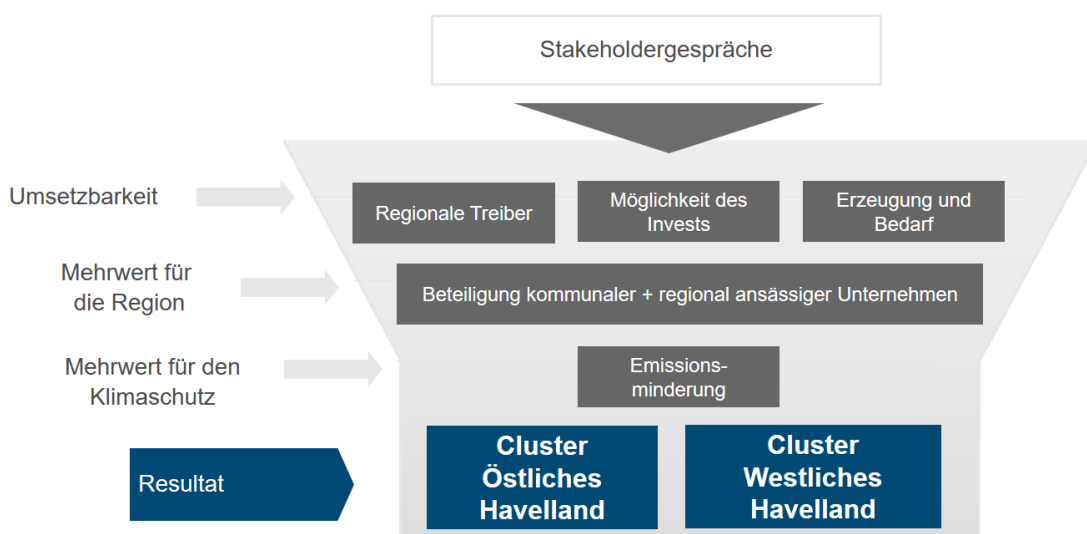 Stakeholdergespräche
Umsetzbarkeit
Regionale Treiber
Möglichkeit des
Invests
Erzeugung und
Bedarf
Mehrwert für
die Region
Beteiligung kommunaler + regional ansässiger Unternehmen
Mehrwert für den
Klimaschutz
Emissions-
minderung
Resultat
Cluster
Östliches
Havelland
Cluster
Westliches
Havelland